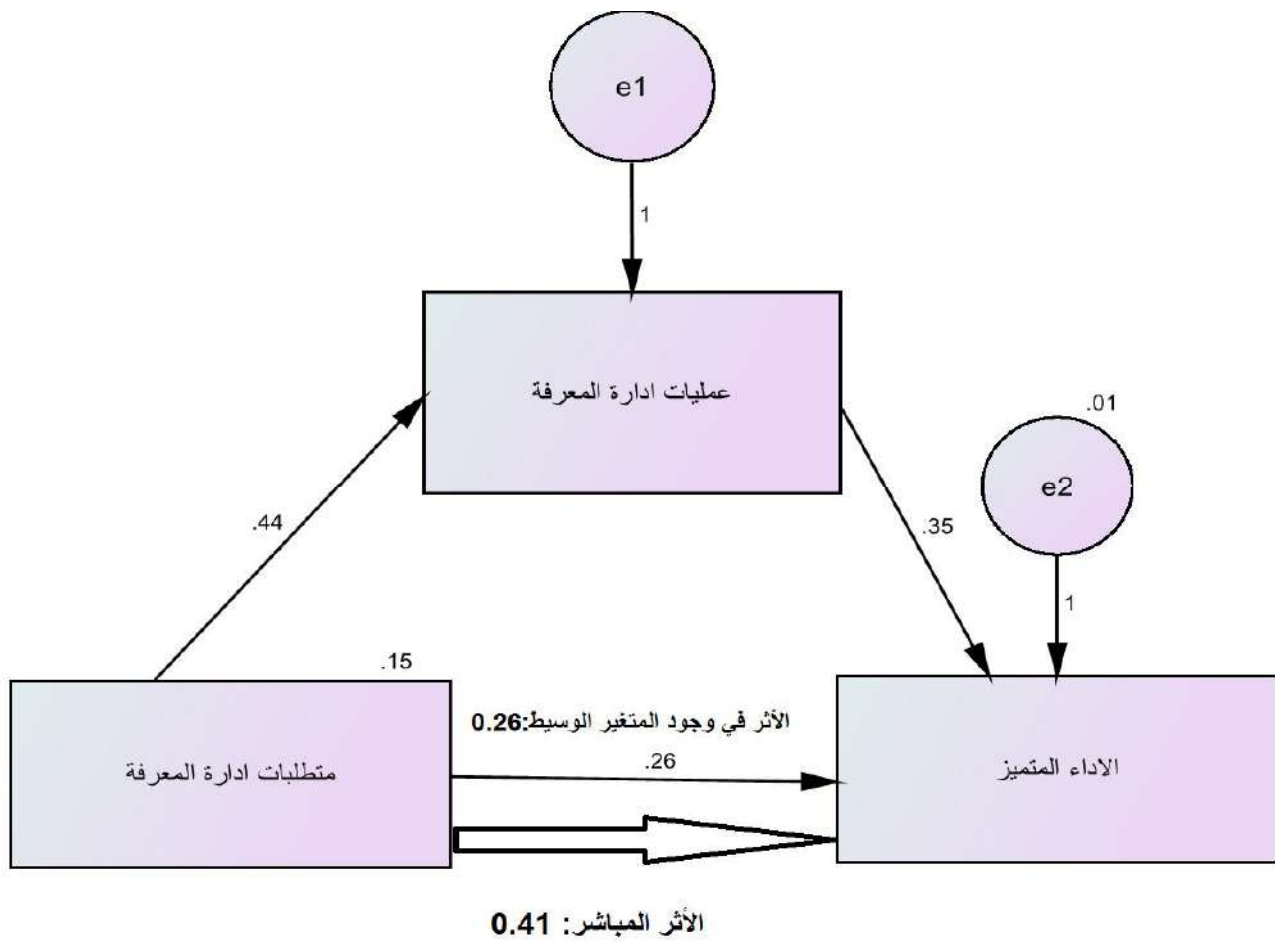 e1
1
عمليات ادارة المعرفة
.01
e2
.44
.35
1
.15
الأثر في وجود المتغير الوسيط:0.26
.26
متطلبات ادارة المعرفة
الاداء المتميز
الأثر المباشر: 0.41